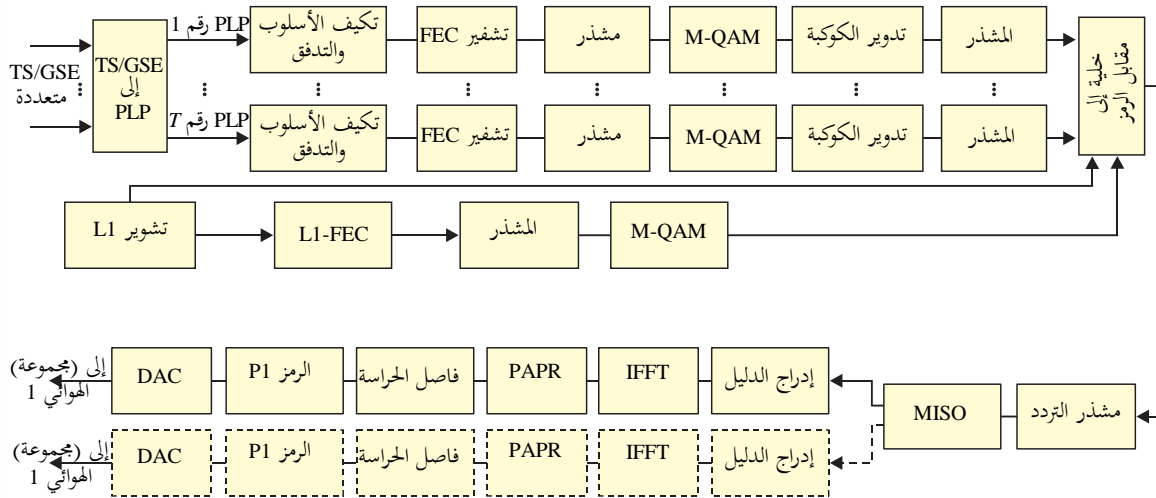 TS/GSE
متعددة
TS/GSE
إلى
PLP
PLP رقم 1
تكيف الأسلوب
والتدفق
تشفير FEC
مشذر
M-QAM
تدوير الكوكبة
المشذر
خلية إلى
مقابل الرمز
PLP رقم T
تكيف الأسلوب
والتدفق
تشفير FEC
مشذر
M-QAM
تدوير الكوكبة
المشذر
تشوير L1
L1-FEC
المشذر
M-QAM
إلى (مجموعة)
الهوائي 1
DAC
الرمز P1
فاصل الحراسة
PAPR
IFFT
إدراج الدليل
MISO
مشذر التردد
إلى (مجموعة)
الهوائي 1
DAC
الرمز P1
فاصل الحراسة
PAPR
IFFT
إدراج الدليل